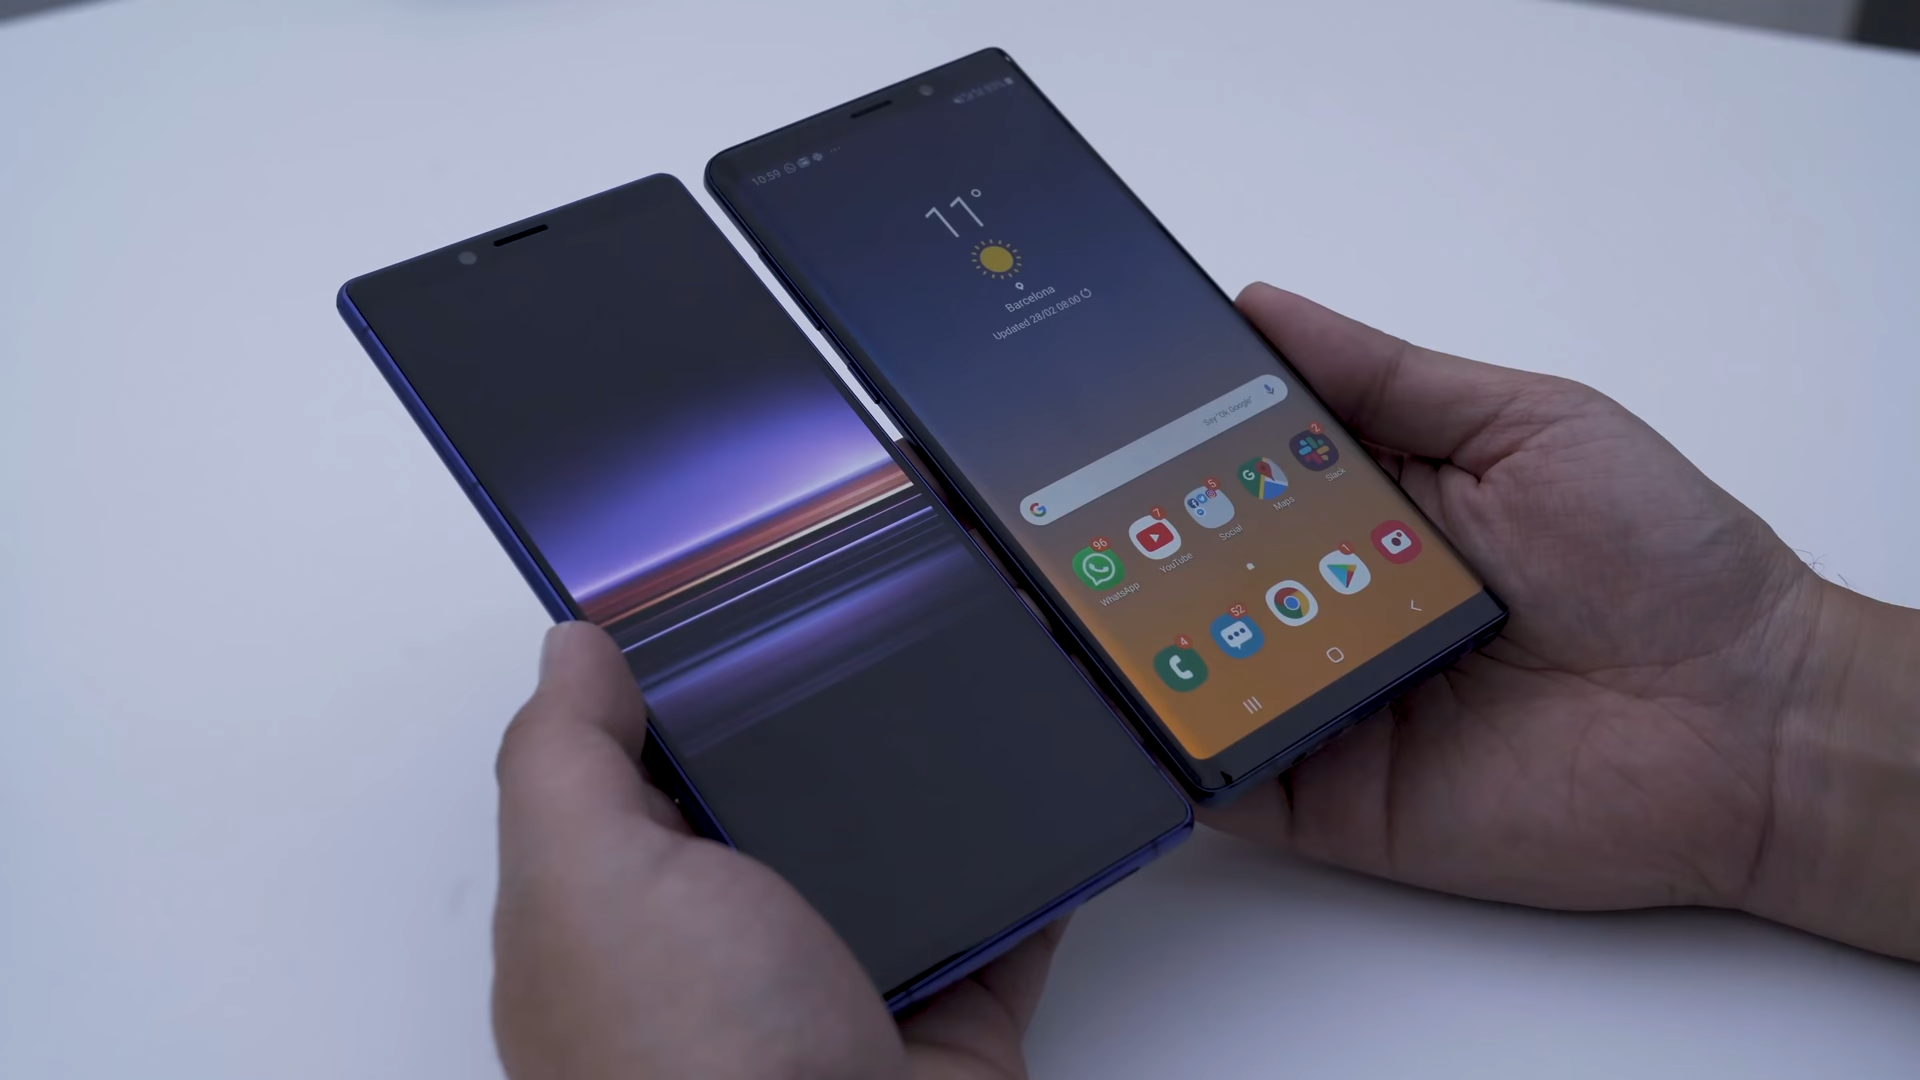 10:59
11°
Barcelona
Updated 28/02 08:00
G
Say "Ok Google"
96
WhatsApp
7
YouTube
5
Social
G
Maps
2
Slack
4
52
1